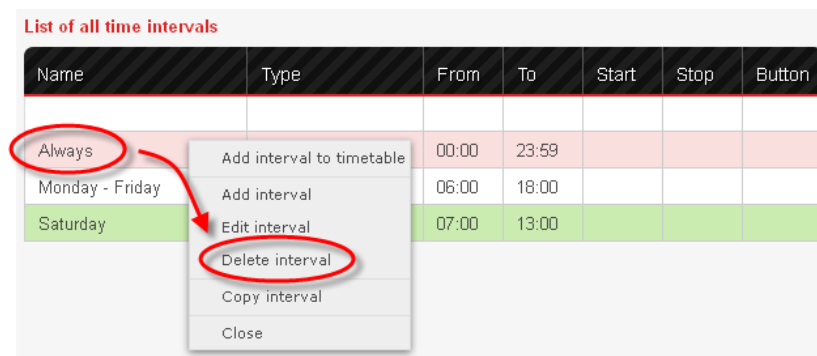 List of all time intervals
Name Type From To Start Stop Button
Always 00:00 23:59
Monday - Friday 06:00 18:00
Saturday 07:00 13:00
Add interval to timetable
Add interval
Edit interval
Delete interval
Copy interval
Close